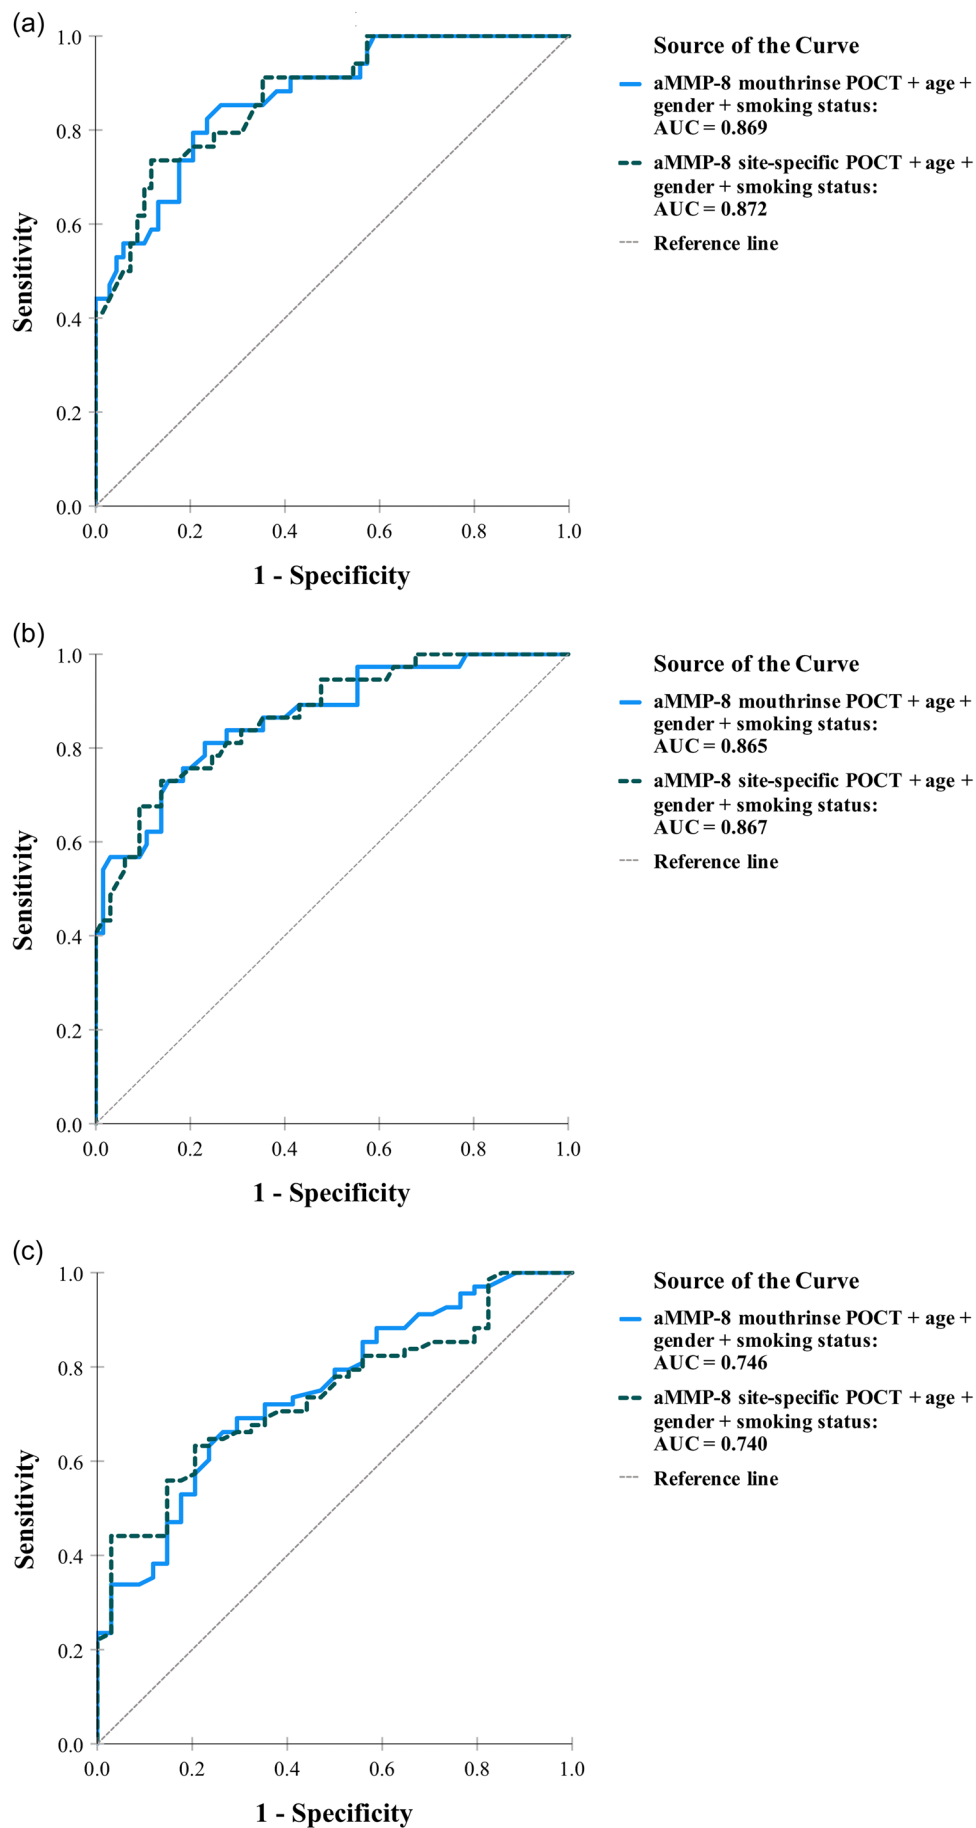 (a)
Source of the Curve
aMMP-8 mouthrinse POCT + age +
gender + smoking status:
AUC = 0.869
aMMP-8 site-specific POCT + age +
gender + smoking status:
AUC = 0.872
Reference line
Sensitivity
1.0
0.8
0.6
0.4
0.2
0.0
0.0 0.2 0.4 0.6 0.8 1.0
1 - Specificity
(b)
Source of the Curve
aMMP-8 mouthrinse POCT + age +
gender + smoking status:
AUC = 0.865
aMMP-8 site-specific POCT + age +
gender + smoking status:
AUC = 0.867
Reference line
Sensitivity
1.0
0.8
0.6
0.4
0.2
0.0
0.0 0.2 0.4 0.6 0.8 1.0
1 - Specificity
(c)
Source of the Curve
aMMP-8 mouthrinse POCT + age +
gender + smoking status:
AUC = 0.746
aMMP-8 site-specific POCT + age +
gender + smoking status:
AUC = 0.740
Reference line
Sensitivity
1.0
0.8
0.6
0.4
0.2
0.0
0.0 0.2 0.4 0.6 0.8 1.0
1 - Specificity